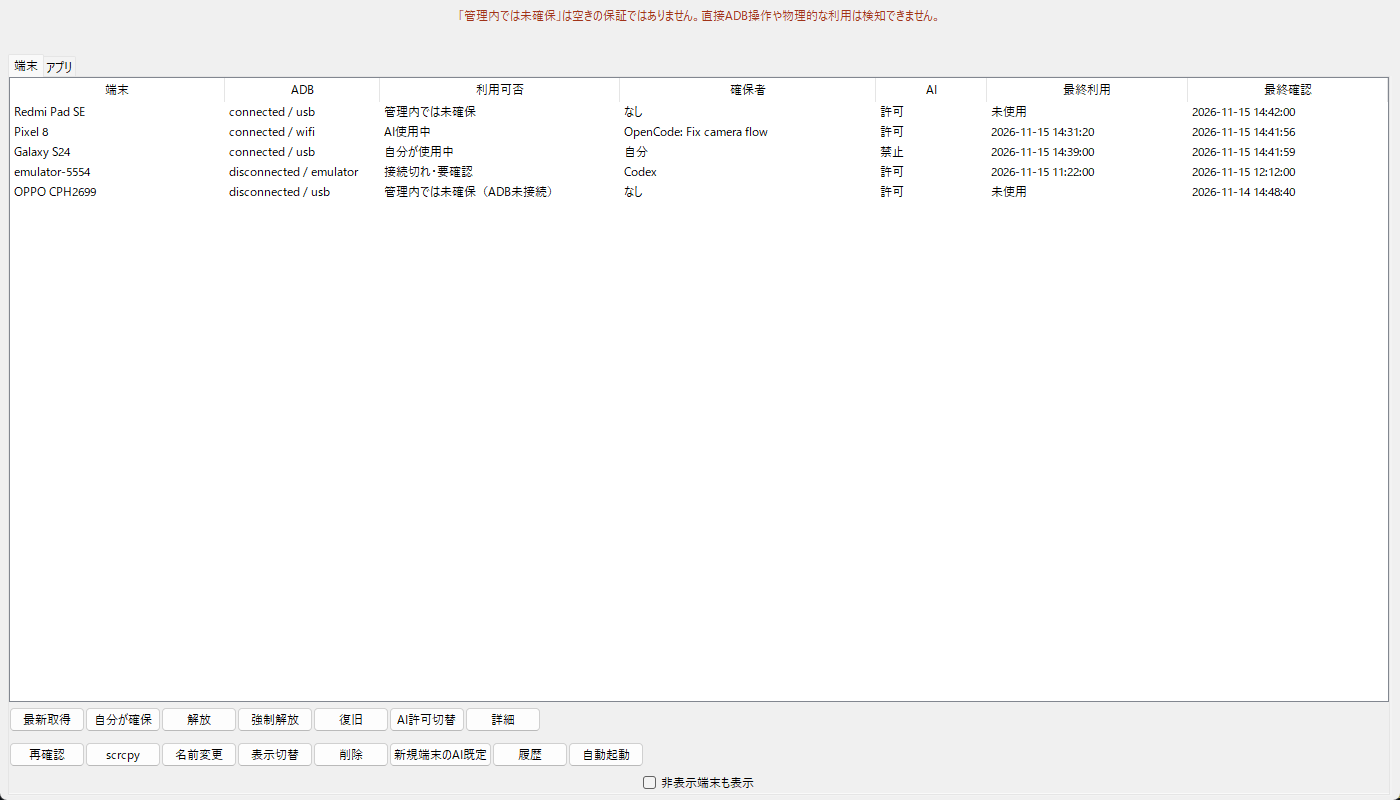 「管理内では未確保」は空きの保証ではありません。直接ADB操作や物理的な利用は検知できません。
端末 アプリ
端末 ADB 利用可否 確保者 AI 最終利用 最終確認
Redmi Pad SE connected / usb 管理内では未確保 なし 許可 未使用 2026-11-15 14:42:00
Pixel 8 connected / wifi AI使用中 OpenCode: Fix camera flow 許可 2026-11-15 14:31:20 2026-11-15 14:41:56
Galaxy S24 connected / usb 自分が使用中 自分 禁止 2026-11-15 14:39:00 2026-11-15 14:41:59
emulator-5554 disconnected / emulator 接続切れ・要確認 Codex 許可 2026-11-15 11:22:00 2026-11-15 12:12:00
OPPO CPH2699 disconnected / usb 管理内では未確保（ADB未接続） なし 許可 未使用 2026-11-14 14:48:40
最新取得 自分が確保 解放 強制解放 復旧 AI許可切替 詳細
再確認 scrcpy 名前変更 表示切替 削除 新規端末のAI既定 履歴 自動起動
非表示端末も表示